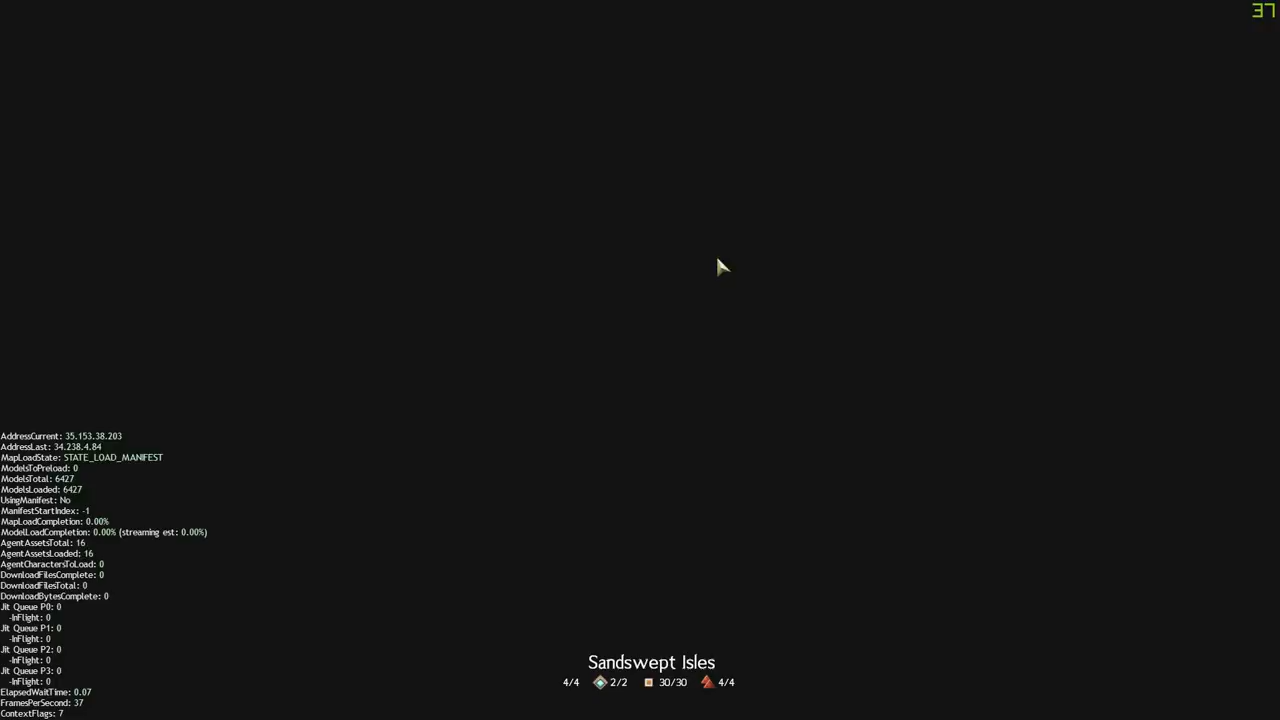 37
AddressCurrent: 35.153.38.203
AddressLast: 34.238.4.84
MapLoadState: STATE_LOAD_MANIFEST
ModelsToPreload: 0
ModelsTotal: 6427
ModelsLoaded: 6427
UsingManifest: No
ManifestStartIndex: -1
MapLoadCompletion: 0.00%
ModelLoadCompletion: 0.00% (streaming est: 0.00%)
AgentAssetsTotal: 16
AgentAssetsLoaded: 16
AgentCharactersToLoad: 0
DownloadFilesComplete: 0
DownloadFilesTotal: 0
DownloadBytesComplete: 0
Jit Queue P0: 0
-InFlight: 0
Jit Queue P1: 0
-InFlight: 0
Jit Queue P2: 0
-InFlight: 0
Jit Queue P3: 0
-InFlight: 0
ElapsedWaitTime: 0.07
FramesPerSecond: 37
ContextFlags: 7
Sandswept Isles
4/4 2/2 30/30 4/4